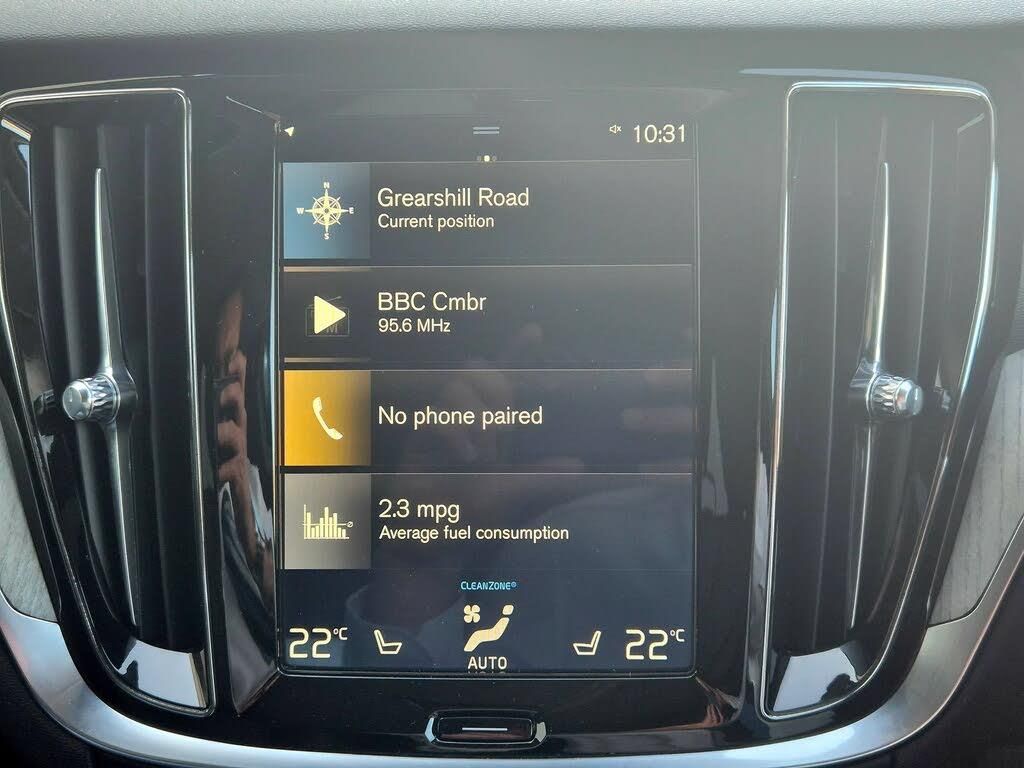 10:31
N
W E
S
Grearshill Road
Current position
BBC Cmbr
95.6 MHz
No phone paired
2.3 mpg
Average fuel consumption
CLEANZONE®
22°C
22°C
AUTO